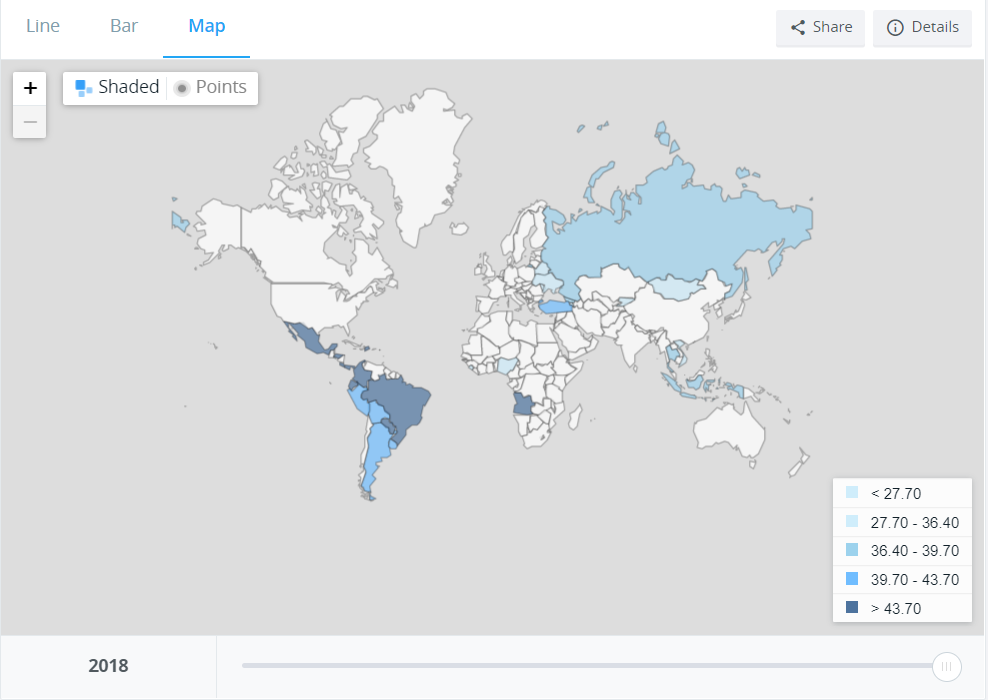 Line Bar Map Share Details
+ Shaded Points
−
< 27.70
27.70 - 36.40
36.40 - 39.70
39.70 - 43.70
> 43.70
2018